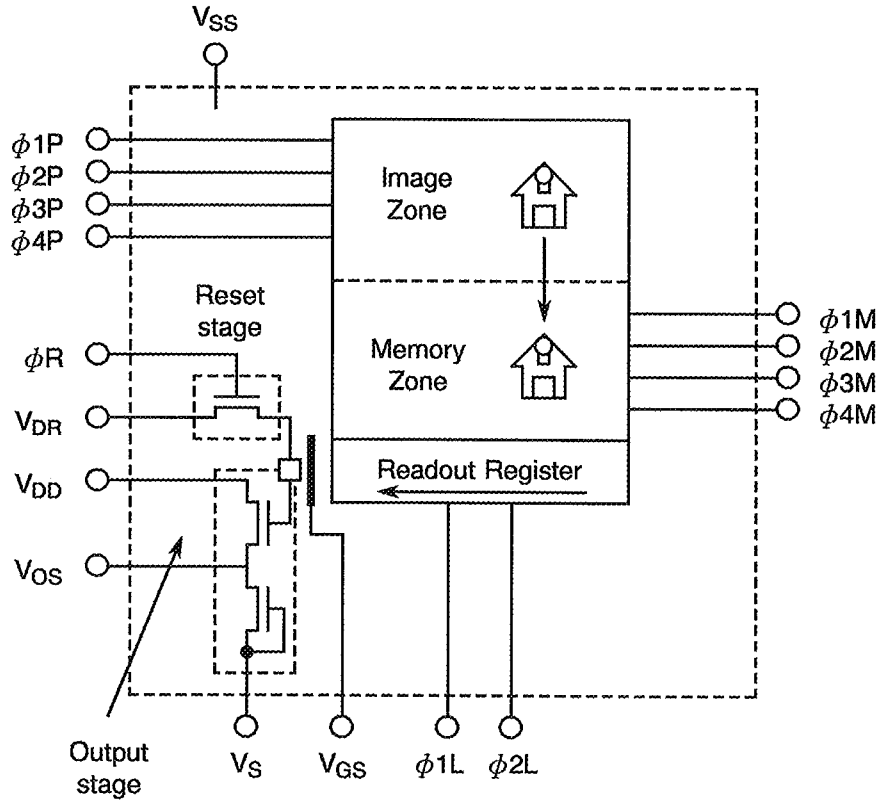 VSS
ϕ1P
ϕ2P
ϕ3P
ϕ4P
Image
Zone
Reset
stage
ϕR
VDR
VDD
VOS
Memory
Zone
ϕ1M
ϕ2M
ϕ3M
ϕ4M
Readout Register
Output
stage
VS
VGS
ϕ1L
ϕ2L